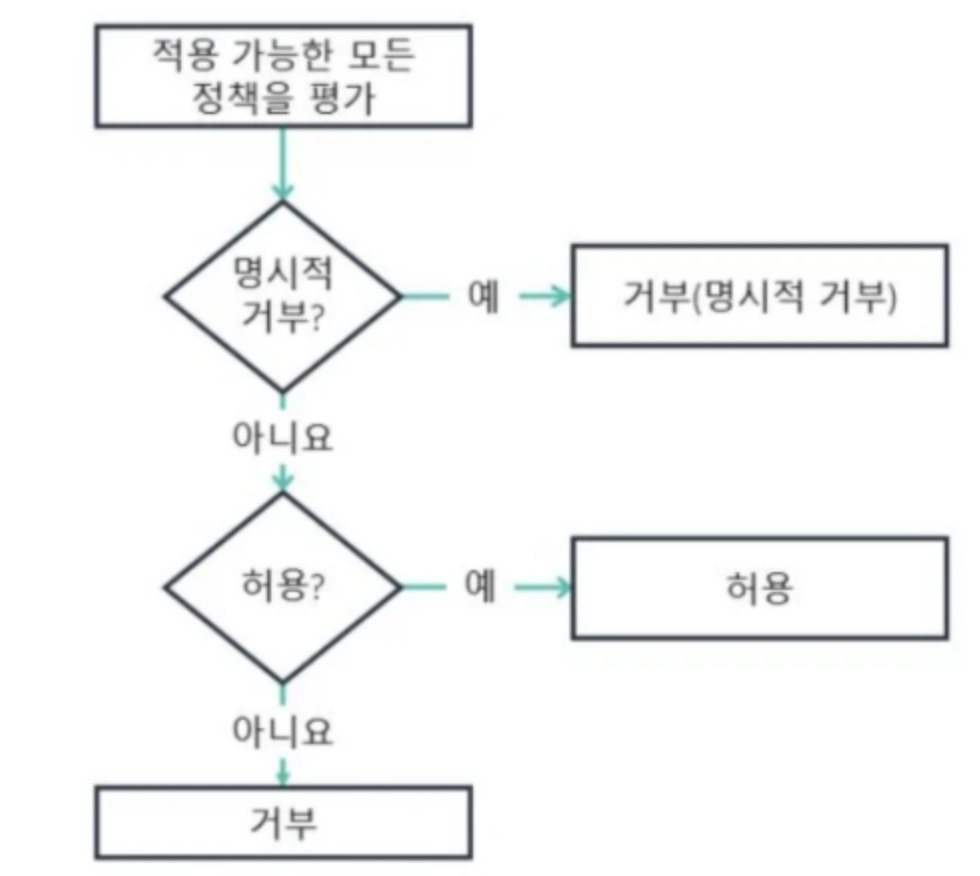 적용 가능한 모든
정책을 평가
명시적
거부?
예
거부(명시적 거부)
아니요
허용?
예
허용
아니요
거부